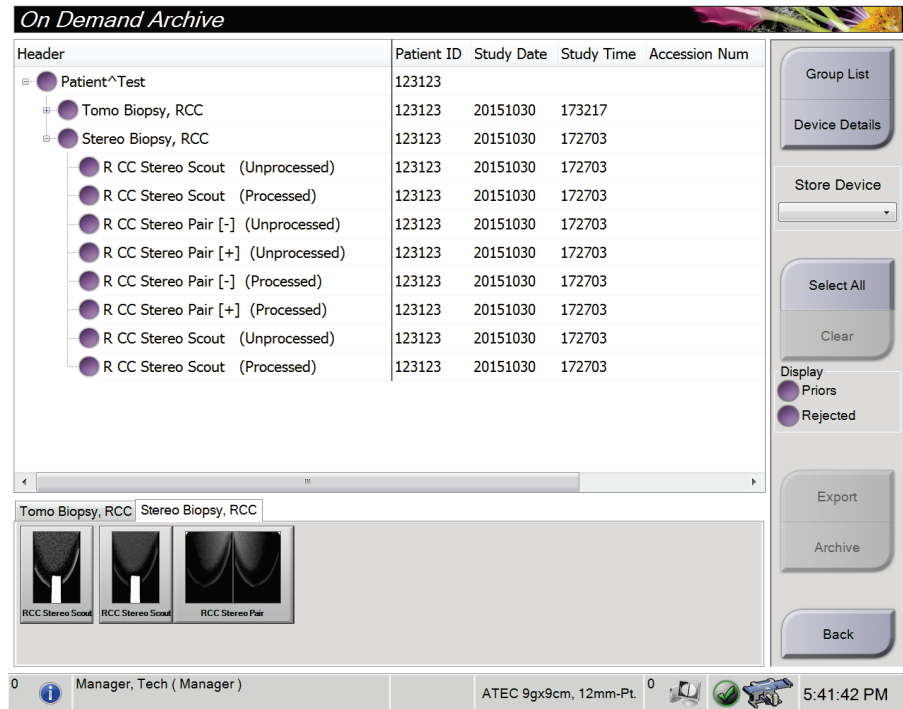 On Demand Archive
Header Patient ID Study Date Study Time Accession Num
Patient^Test 123123
Tomo Biopsy, RCC 123123 20151030 173217
Stereo Biopsy, RCC 123123 20151030 172703
R CC Stereo Scout (Unprocessed) 123123 20151030 172703
R CC Stereo Scout (Processed) 123123 20151030 172703
R CC Stereo Pair [-] (Unprocessed) 123123 20151030 172703
R CC Stereo Pair [+] (Unprocessed) 123123 20151030 172703
R CC Stereo Pair [-] (Processed) 123123 20151030 172703
R CC Stereo Pair [+] (Processed) 123123 20151030 172703
R CC Stereo Scout (Unprocessed) 123123 20151030 172703
R CC Stereo Scout (Processed) 123123 20151030 172703
Group List
Device Details
Store Device
Select All
Clear
Display
Priors
Rejected
Export
Archive
Back
Tomo Biopsy, RCC Stereo Biopsy, RCC
RCC Stereo Scout RCC Stereo Scout RCC Stereo Pair
0 Manager, Tech ( Manager ) ATEC 9gx9cm, 12mm-Pt. 0 5:41:42 PM